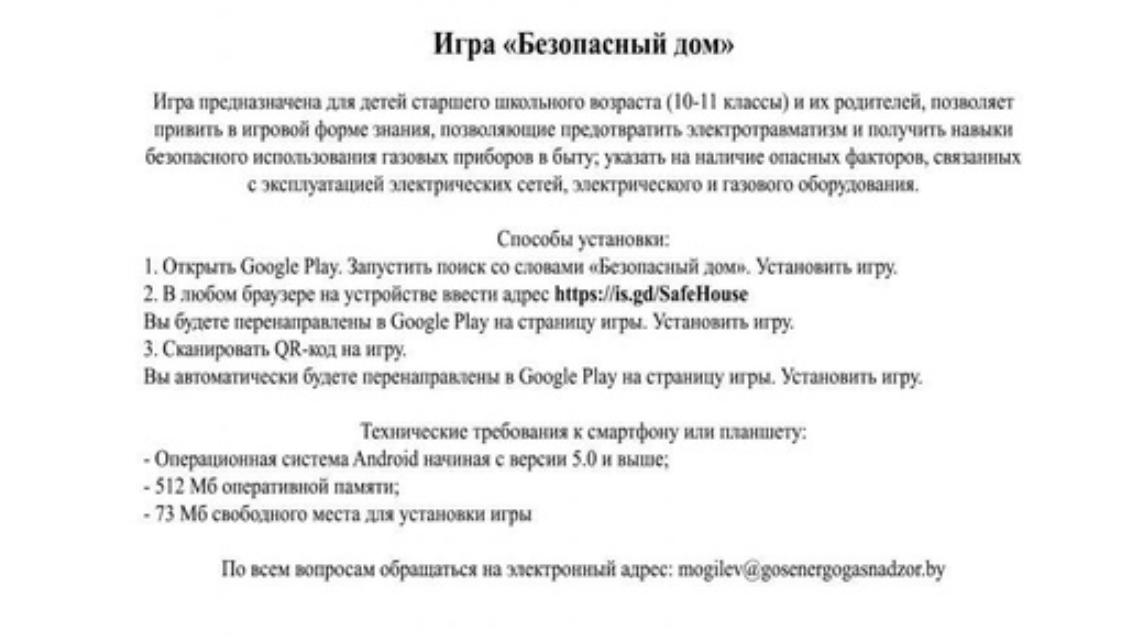 Игра «Безопасный дом»
Игра предназначена для детей старшего школьного возраста (10-11 классы) и их родителей, позволяет
привить в игровой форме знания, позволяющие предотвратить электротравматизм и получить навыки
безопасного использования газовых приборов в быту; указать на наличие опасных факторов, связанных
с эксплуатацией электрических сетей, электрического и газового оборудования.
Способы установки:
1. Открыть Google Play. Запустить поиск со словами «Безопасный дом». Установить игру.
2. В любом браузере на устройстве ввести адрес https://is.gd/SafeHouse
Вы будете перенаправлены в Google Play на страницу игры. Установить игру.
3. Сканировать QR-код на игру.
Вы автоматически будете перенаправлены в Google Play на страницу игры. Установить игру.
Технические требования к смартфону или планшету:
- Операционная система Android начиная с версии 5.0 и выше;
- 512 Мб оперативной памяти;
- 73 Мб свободного места для установки игры
По всем вопросам обращаться на электронный адрес: mogilev@gosenergogasnadzor.by